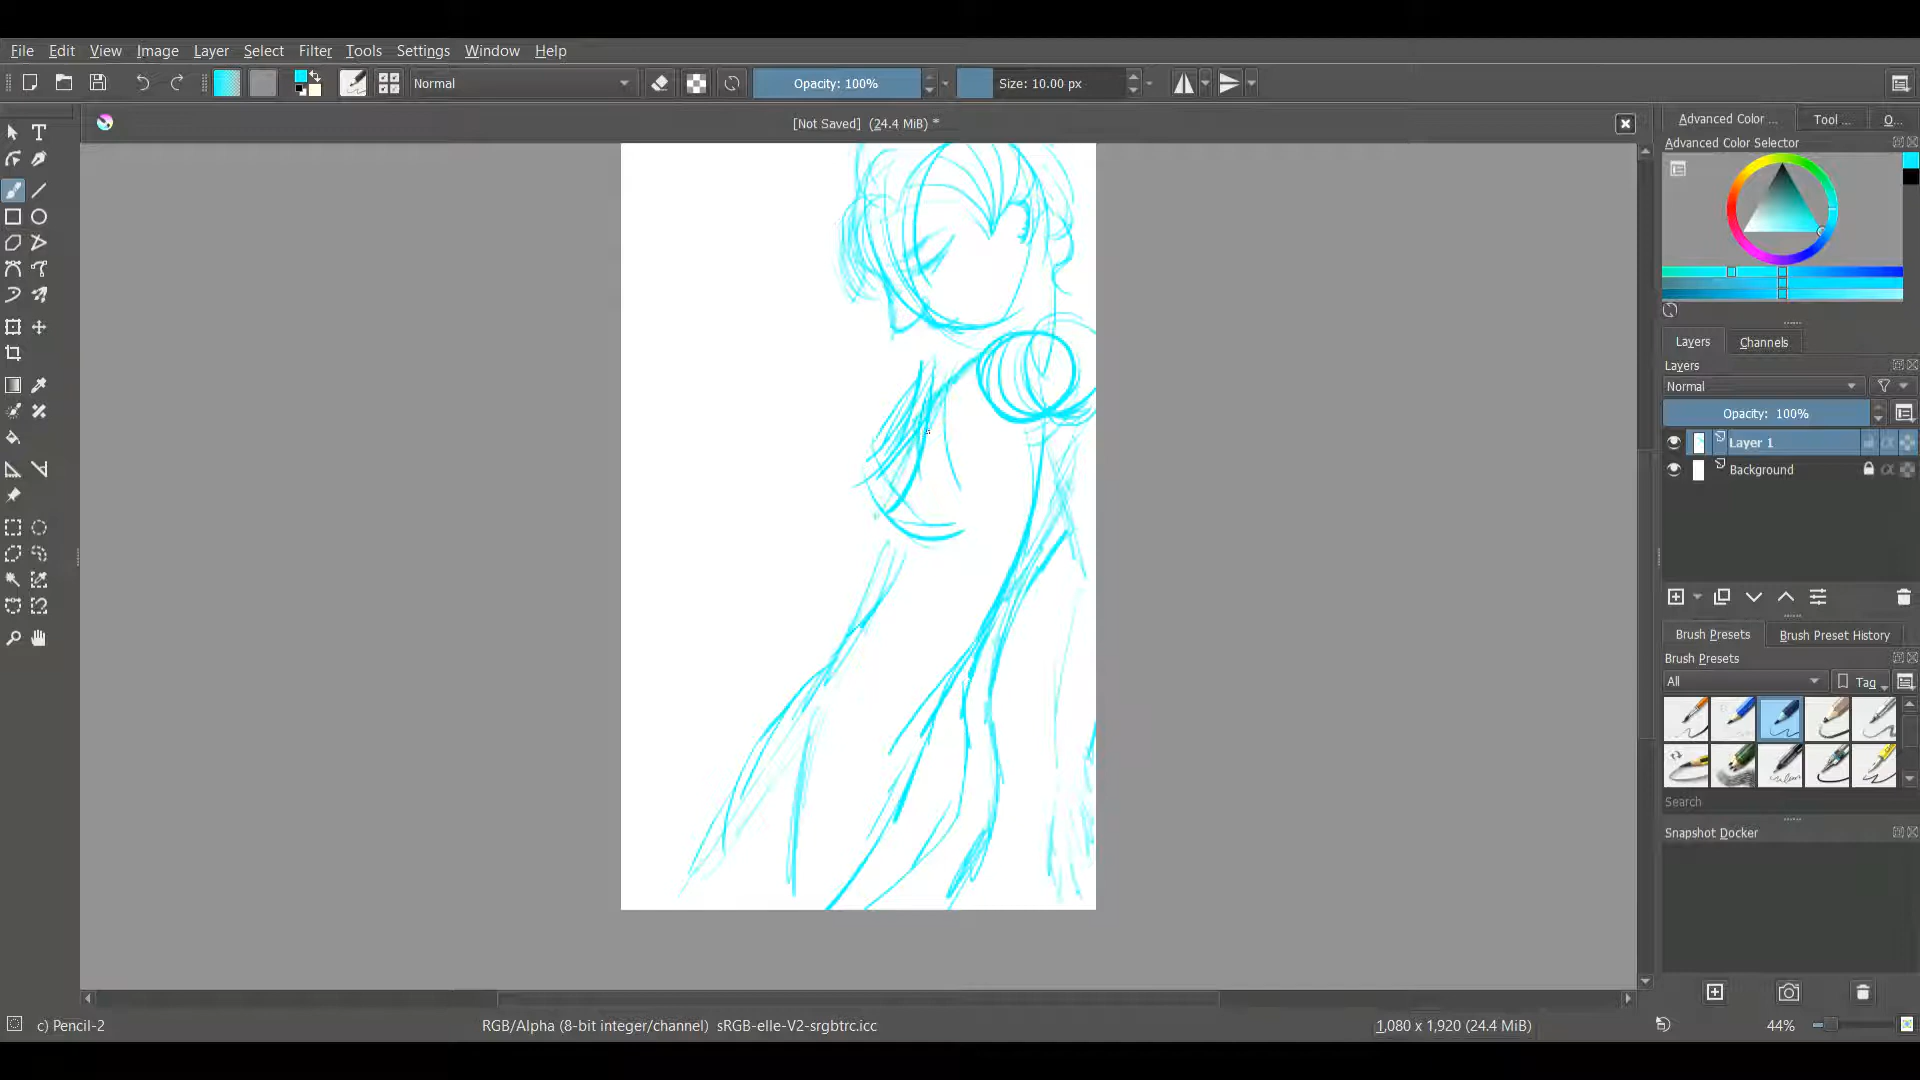 File Edit View Image Layer Select Filter Tools Settings Window Help
Normal Opacity: 100% Size: 10.00 px
[Not Saved] (24.4 MiB) *
Advanced Color ... Tool ... O...
Advanced Color Selector
Layers Channels
Layers
Normal
Opacity: 100%
Layer 1
Background
Brush Presets Brush Preset History
Brush Presets
All Tag
Search
Snapshot Docker
c) Pencil-2 RGB/Alpha (8-bit integer/channel) sRGB-elle-V2-srgbtrc.icc 1,080 x 1,920 (24.4 MiB) 44%